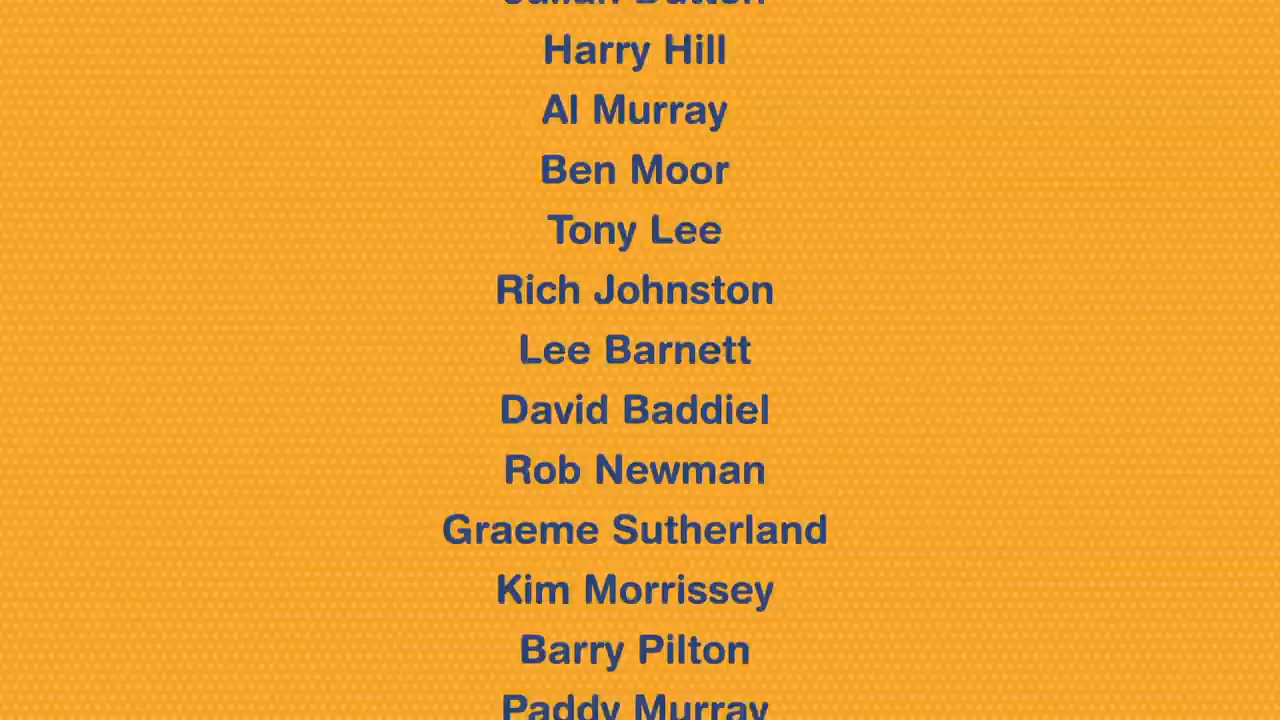 Harry Hill
Al Murray
Ben Moor
Tony Lee
Rich Johnston
Lee Barnett
David Baddiel
Rob Newman
Graeme Sutherland
Kim Morrissey
Barry Pilton
Paddy Murray